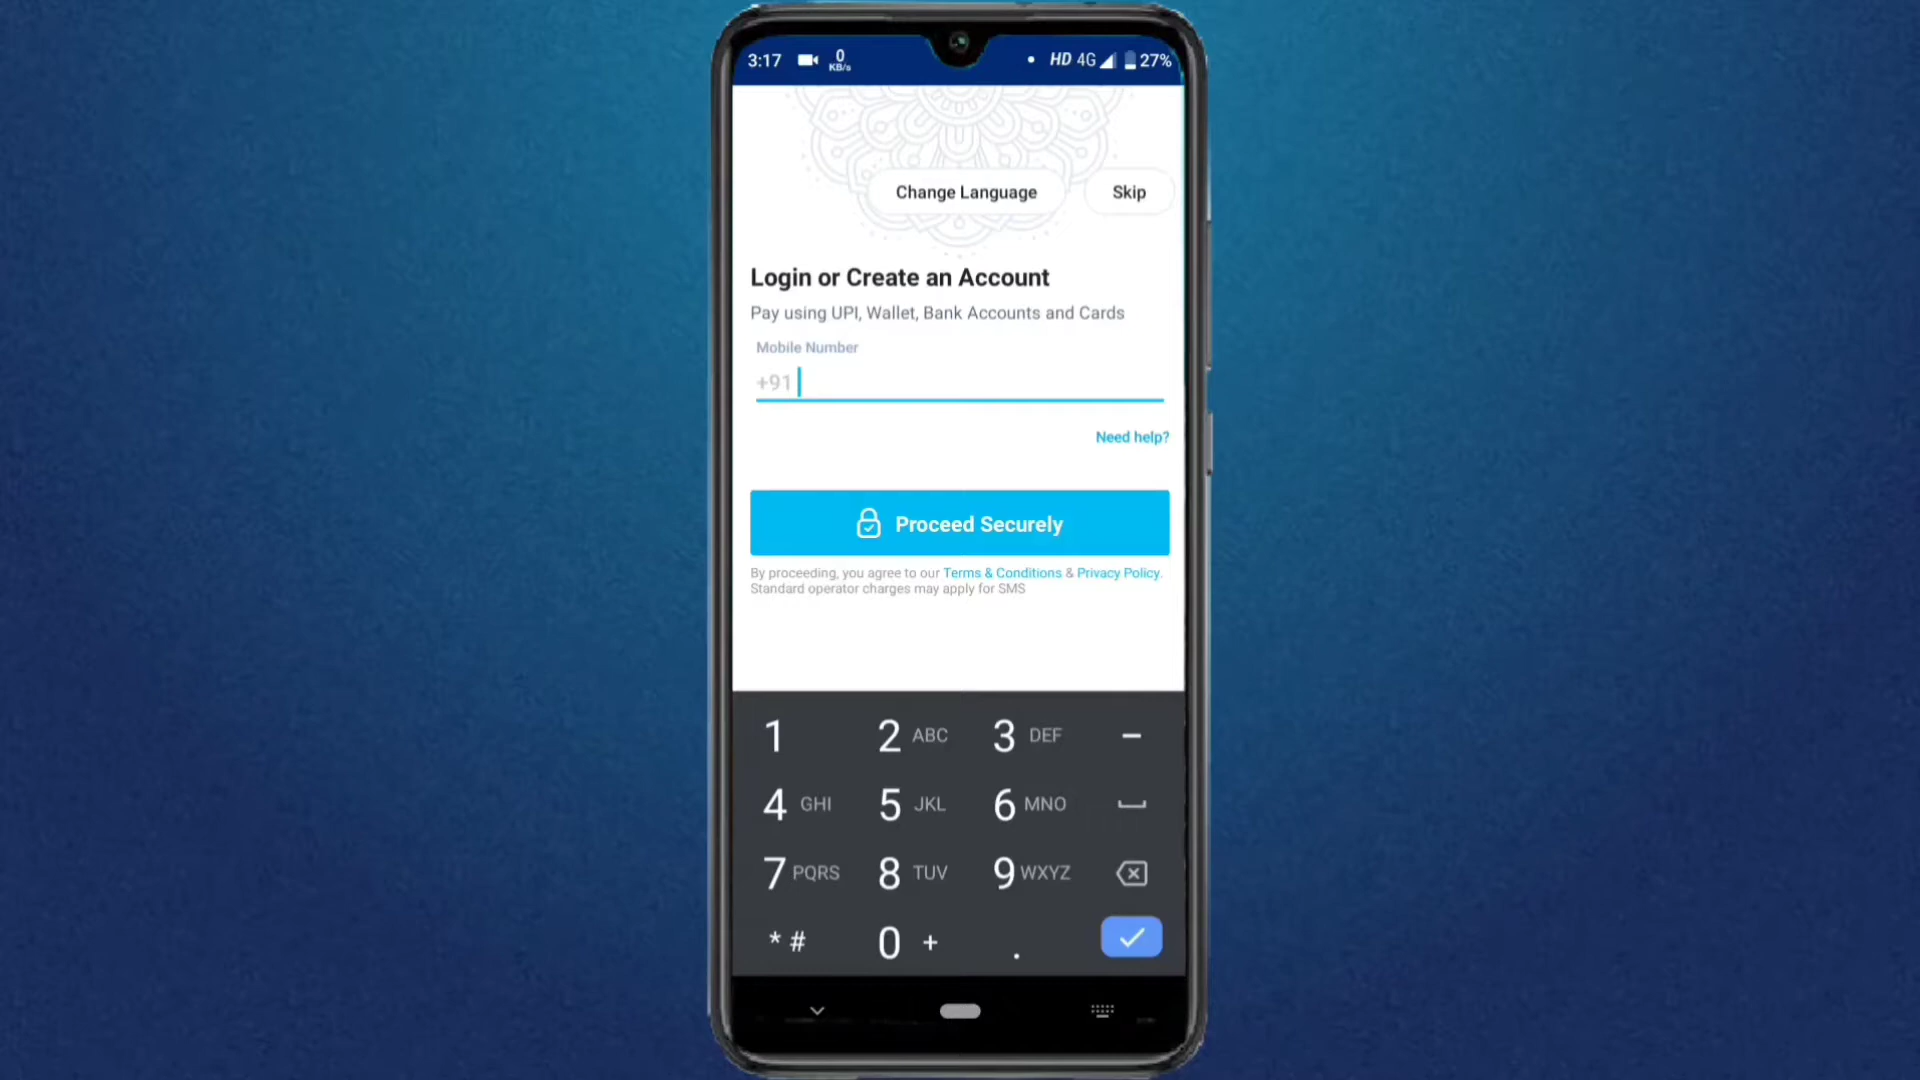 3:17 0 KB/s HD 4G 27%
Change Language Skip
Login or Create an Account
Pay using UPI, Wallet, Bank Accounts and Cards
Mobile Number
+91
Need help?
Proceed Securely
By proceeding, you agree to our Terms & Conditions & Privacy Policy.
Standard operator charges may apply for SMS
1 2 ABC 3 DEF –
4 GHI 5 JKL 6 MNO
7 PQRS 8 TUV 9 WXYZ
* # 0 + .